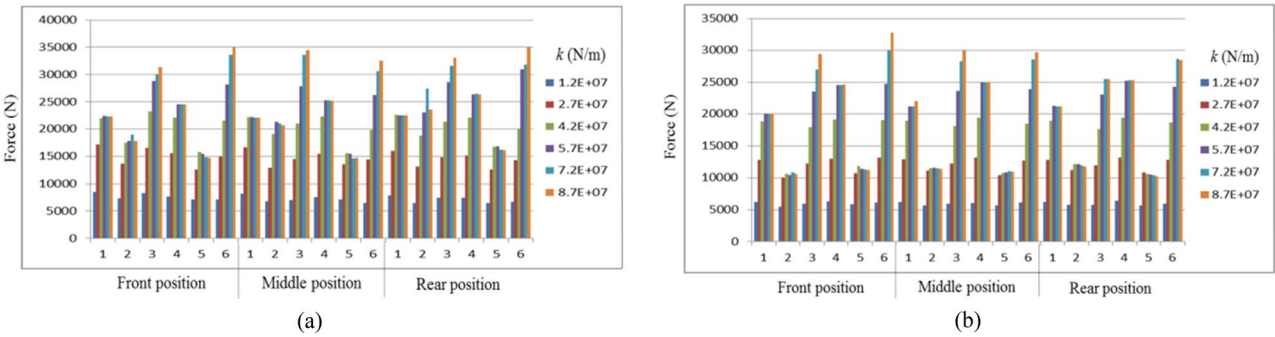 40000
35000
30000
25000
20000
15000
10000
5000
0
Force (N)
k (N/m)
1.2E+07
2.7E+07
4.2E+07
5.7E+07
7.2E+07
8.7E+07
1 2 3 4 5 6 1 2 3 4 5 6 1 2 3 4 5 6
Front position Middle position Rear position
(a)
35000
30000
25000
20000
15000
10000
5000
0
Force (N)
k (N/m)
1.2E+07
2.7E+07
4.2E+07
5.7E+07
7.2E+07
8.7E+07
1 2 3 4 5 6 1 2 3 4 5 6 1 2 3 4 5 6
Front position Middle position Rear position
(b)